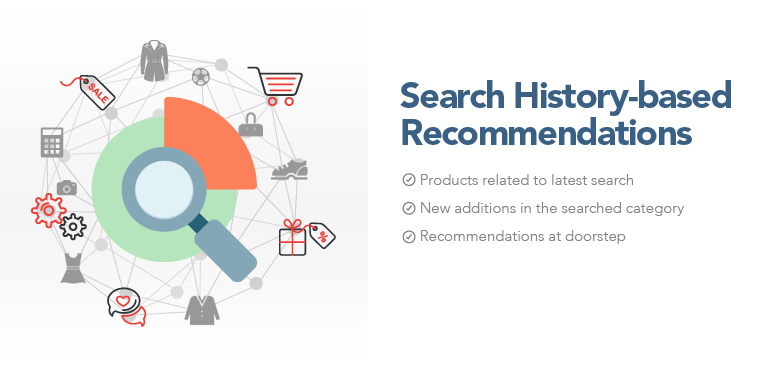 SALE
%
Search History-based
Recommendations
Products related to latest search
New additions in the searched category
Recommendations at doorstep